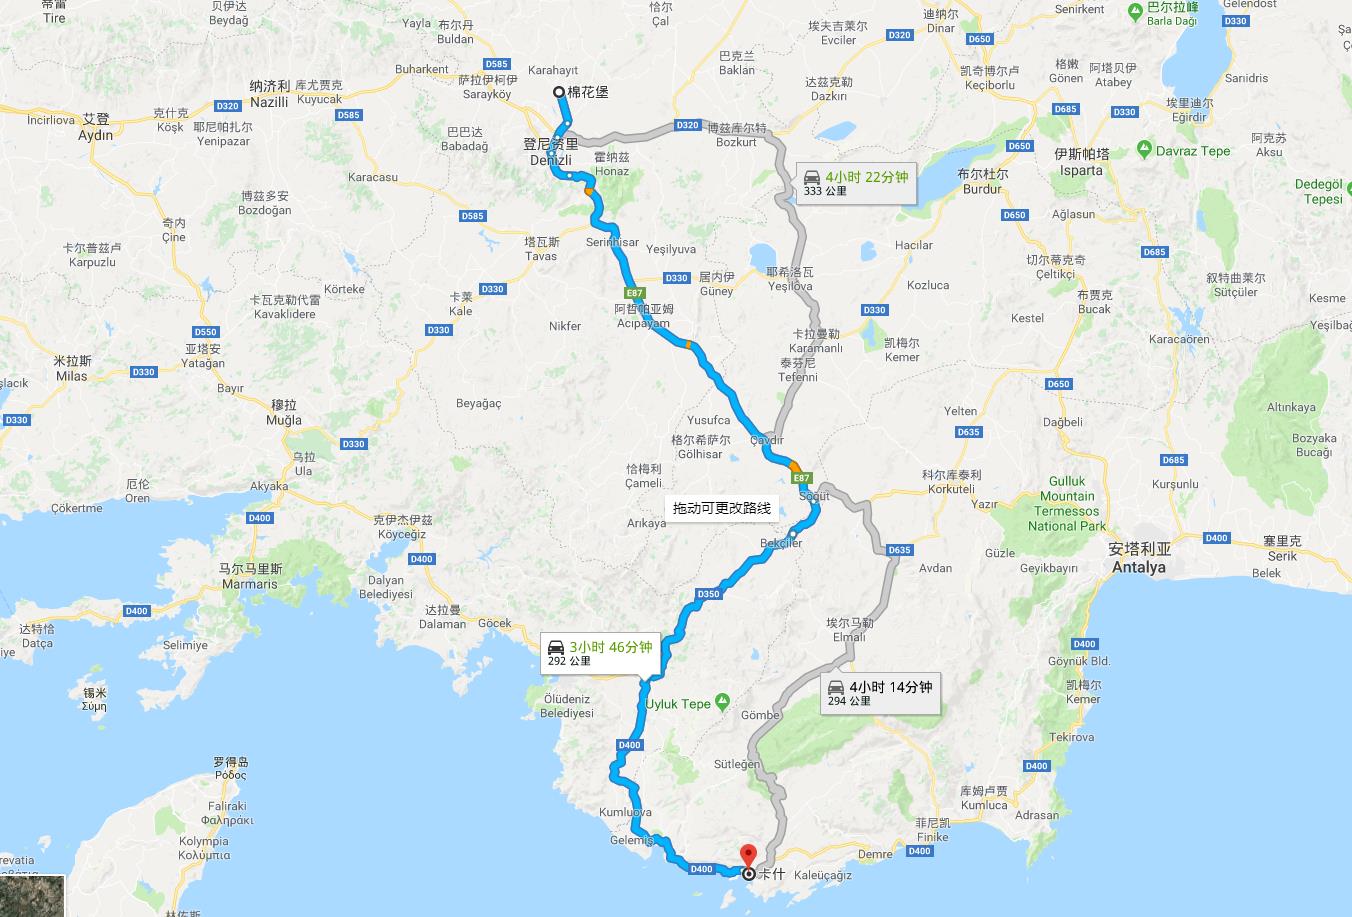 蒂雷
Tire
贝伊达
Beydağ
Yayla
布尔丹
Buldan
恰尔
Çal
埃夫吉莱尔
Evciler
迪纳尔
Dinar
Senirkent
巴尔拉峰
Barla Dağı
Gelendost
D330
D320
D650
Buharkent
D585
萨拉伊柯伊
Sarayköy
Karahayıt
棉花堡
巴克兰
Baklan
达兹克勒
Dazkırı
凯奇博尔卢
Keçiborlu
格嫩
Gönen
阿塔贝伊
Atabey
Sarıidris
纳济利
Nazilli
库尤贾克
Kuyucak
D320
D585
İncirliova
艾登
Aydın
克什克
Köşk
耶尼帕扎尔
Yenipazar
巴巴达
Babadağ
登尼资里
Denizli
霍纳兹
Honaz
D320
博兹库尔特
Bozkurt
D685
D330
埃里迪尔
Eğirdir
D650
伊斯帕塔
Isparta
Davraz Tepe
阿克苏
Aksu
Karacasu
4小时 22分钟
333 公里
布尔杜尔
Burdur
Dedegöl
Tepesi
博兹多安
Bozdoğan
D585
奇内
Çine
D650
Ağlasun
卡尔普兹卢
Karpuzlu
塔瓦斯
Tavas
Serinhisar
Yeşilyuva
Hacılar
切尔蒂克奇
Çeltikçi
D685
Körteke
D330
D330
居内伊
Güney
耶希洛瓦
Yeşilova
Kozluca
叙特曲莱尔
Sütçüler
卡瓦克勒代雷
Kavaklıdere
卡莱
Kale
E87
阿哲帕亚姆
Acıpayam
D330
布贾克
Bucak
Kesme
D550
D330
Nikfer
Kestel
Yeşilbağ
亚塔安
Yatağan
卡拉曼勒
Karamanlı
凯梅尔
Kemer
Karacaören
米拉斯
Milas
D330
泰芬尼
Tefenni
Bayır
D650
穆拉
Muğla
Beyağaç
Yusufca
Yelten
Dağbeli
Altınkaya
D330
D330
格尔希萨尔
Gölhisar
Çavdır
D635
Bozyaka
Bucağı
乌拉
Ula
D685
恰梅利
Çameli
E87
科尔库泰利
Korkuteli
Kurşunlu
厄伦
Oren
Akyaka
Çökertme
Söğüt
Yazır
Gulluk
Mountain
Termessos
National Park
拖动可更改路线
D400
克伊杰伊兹
Köyceğiz
Arıkaya
Bekçiler
D635
Güzle
安塔利亚
Antalya
D400
塞里克
Serik
马尔马里斯
Marmaris
D400
Avdan
Geyikbayırı
Belek
Dalyan
Belediyesi
D350
D400
达拉曼
Dalaman
Göcek
埃尔马勒
Elmalı
达特恰
Datça
Selimiye
3小时 46分钟
292 公里
D400
Göynük Bld.
锡米
Σύμη
Ölüdeniz
Belediyesi
Uyluk Tepe
4小时 14分钟
294 公里
凯梅尔
Kemer
Gömbe
D400
Tekirova
罗得岛
Ρόδος
Sütleğen
D400
Faliraki
Φαληράκι
Kumluova
库姆卢贾
Kumluca
Adrasan
Kolympia
Κολύμπια
Gelemiş
菲尼凯
Finike
Demre
D400
D400
卡什
Kaleüçağız
林佐斯